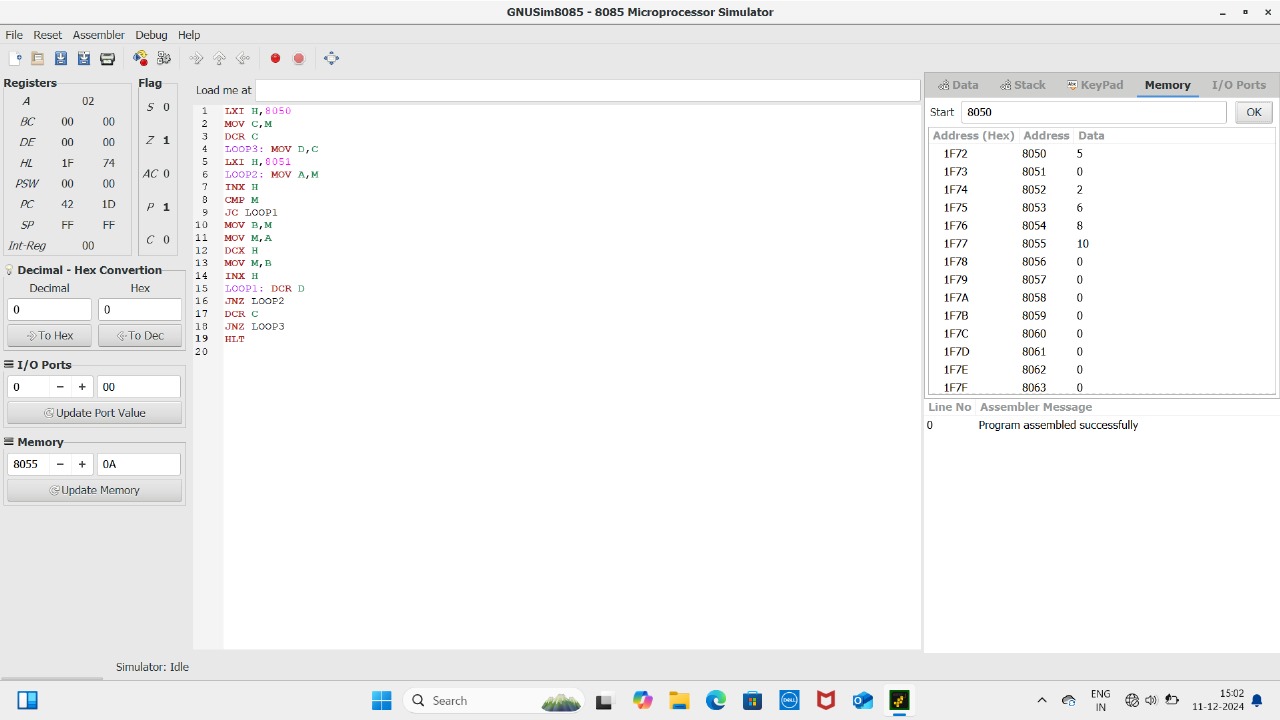 GNUSim8085 - 8085 Microprocessor Simulator
File Reset Assembler Debug Help
Registers
A 02
BC 00 00
DE 00 00
HL 1F 74
PSW 00 00
PC 42 1D
SP FF FF
Int-Reg 00
Flag
S 0
Z 1
AC 0
P 1
C 0
Decimal - Hex Convertion
Decimal Hex
0 0
To Hex To Dec
I/O Ports
0 − + 00
Update Port Value
Memory
8055 − + 0A
Update Memory
Load me at
1 LXI H,8050
2 MOV C,M
3 DCR C
4 LOOP3: MOV D,C
5 LXI H,8051
6 LOOP2: MOV A,M
7 INX H
8 CMP M
9 JC LOOP1
10 MOV B,M
11 MOV M,A
12 DCX H
13 MOV M,B
14 INX H
15 LOOP1: DCR D
16 JNZ LOOP2
17 DCR C
18 JNZ LOOP3
19 HLT
20
Data Stack KeyPad Memory I/O Ports
Start 8050 OK
Address (Hex) Address Data
1F72 8050 5
1F73 8051 0
1F74 8052 2
1F75 8053 6
1F76 8054 8
1F77 8055 10
1F78 8056 0
1F79 8057 0
1F7A 8058 0
1F7B 8059 0
1F7C 8060 0
1F7D 8061 0
1F7E 8062 0
1F7F 8063 0
Line No Assembler Message
0 Program assembled successfully
Simulator: Idle
Search
DELL
ENG
IN
15:02
11-12-2024